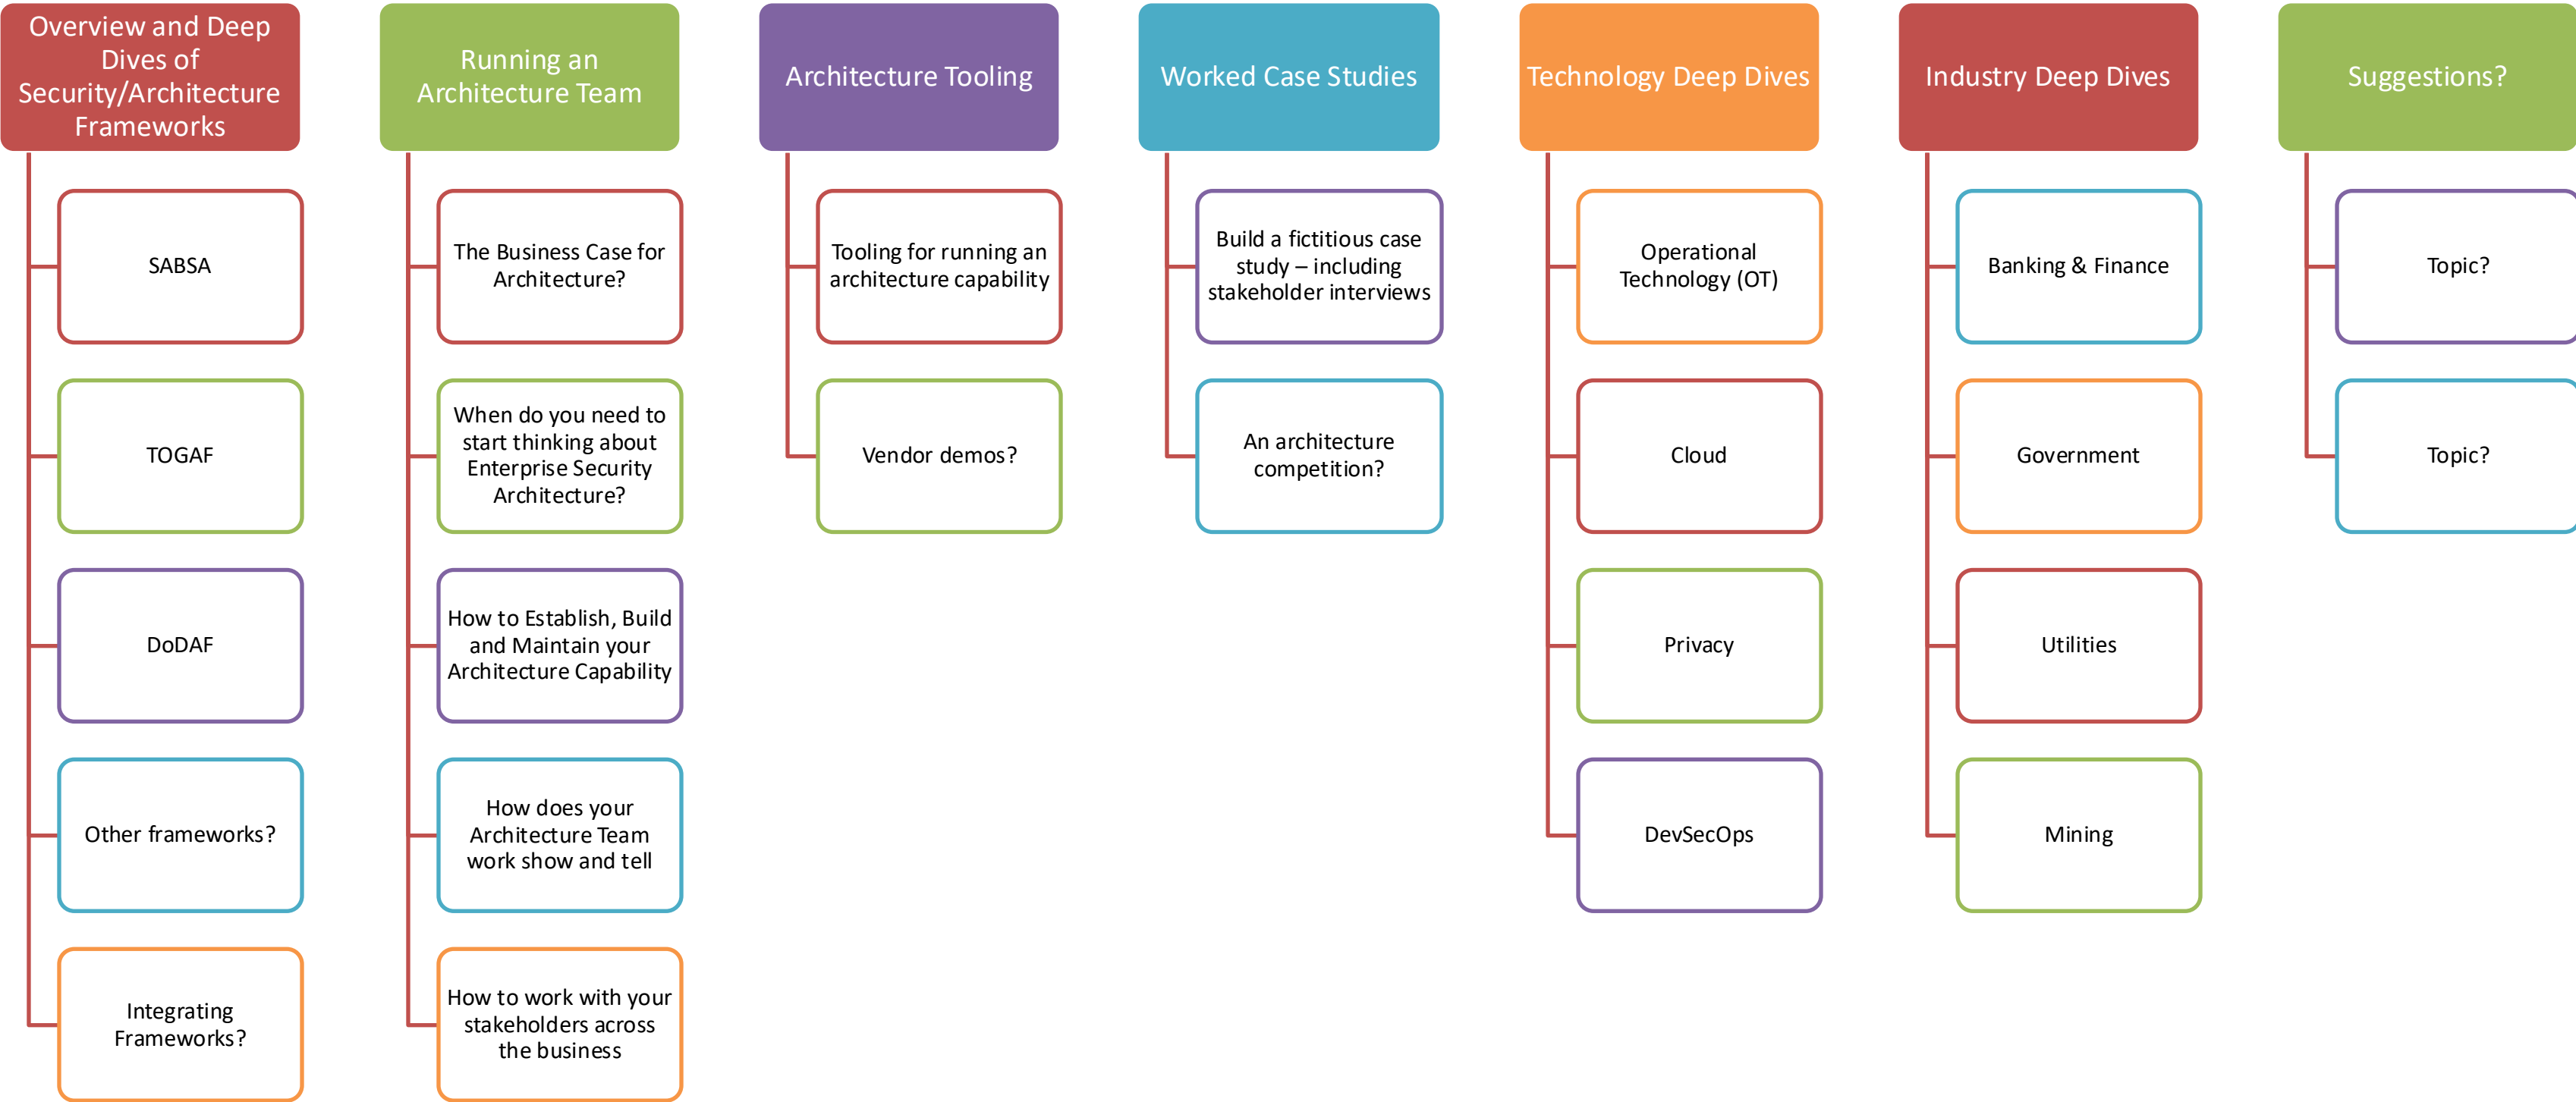 Overview and Deep
Dives of
Security/Architecture
Frameworks
SABSA
TOGAF
DoDAF
Other frameworks?
Integrating
Frameworks?
Running an
Architecture Team
The Business Case for
Architecture?
When do you need to
start thinking about
Enterprise Security
Architecture?
How to Establish, Build
and Maintain your
Architecture Capability
How does your
Architecture Team
work show and tell
How to work with your
stakeholders across
the business
Architecture Tooling
Tooling for running an
architecture capability
Vendor demos?
Worked Case Studies
Build a fictitious case
study – including
stakeholder interviews
An architecture
competition?
Technology Deep Dives
Operational
Technology (OT)
Cloud
Privacy
DevSecOps
Industry Deep Dives
Banking & Finance
Government
Utilities
Mining
Suggestions?
Topic?
Topic?